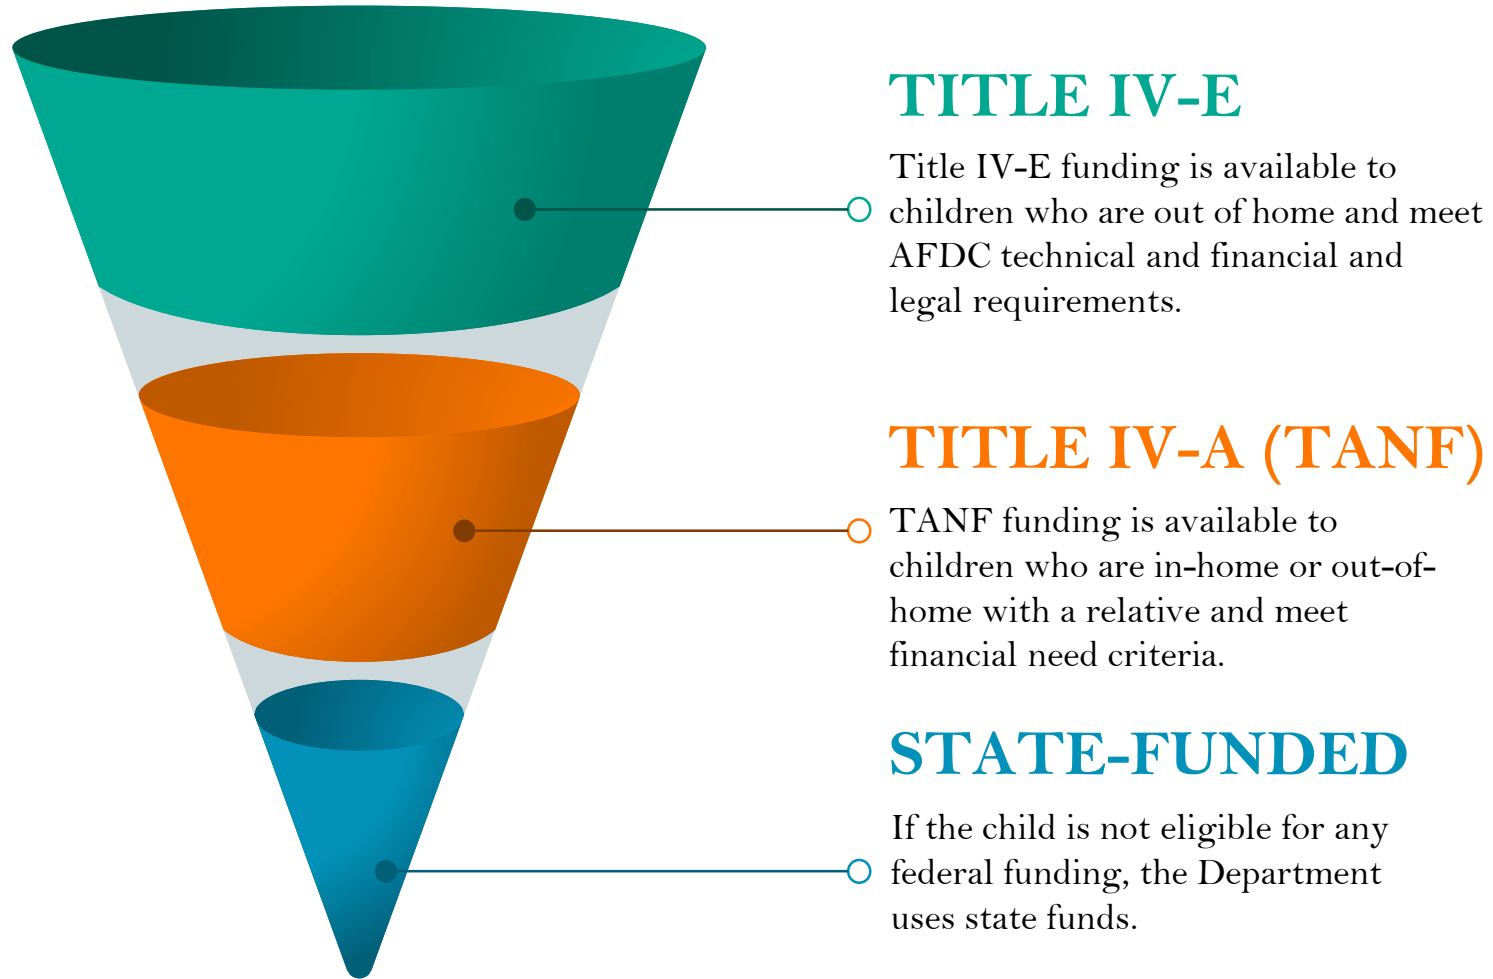 TITLE IV-E
Title IV-E funding is available to
children who are out of home and meet
AFDC technical and financial and
legal requirements.
TITLE IV-A (TANF)
TANF funding is available to
children who are in-home or out-of-
home with a relative and meet
financial need criteria.
STATE-FUNDED
If the child is not eligible for any
federal funding, the Department
uses state funds.